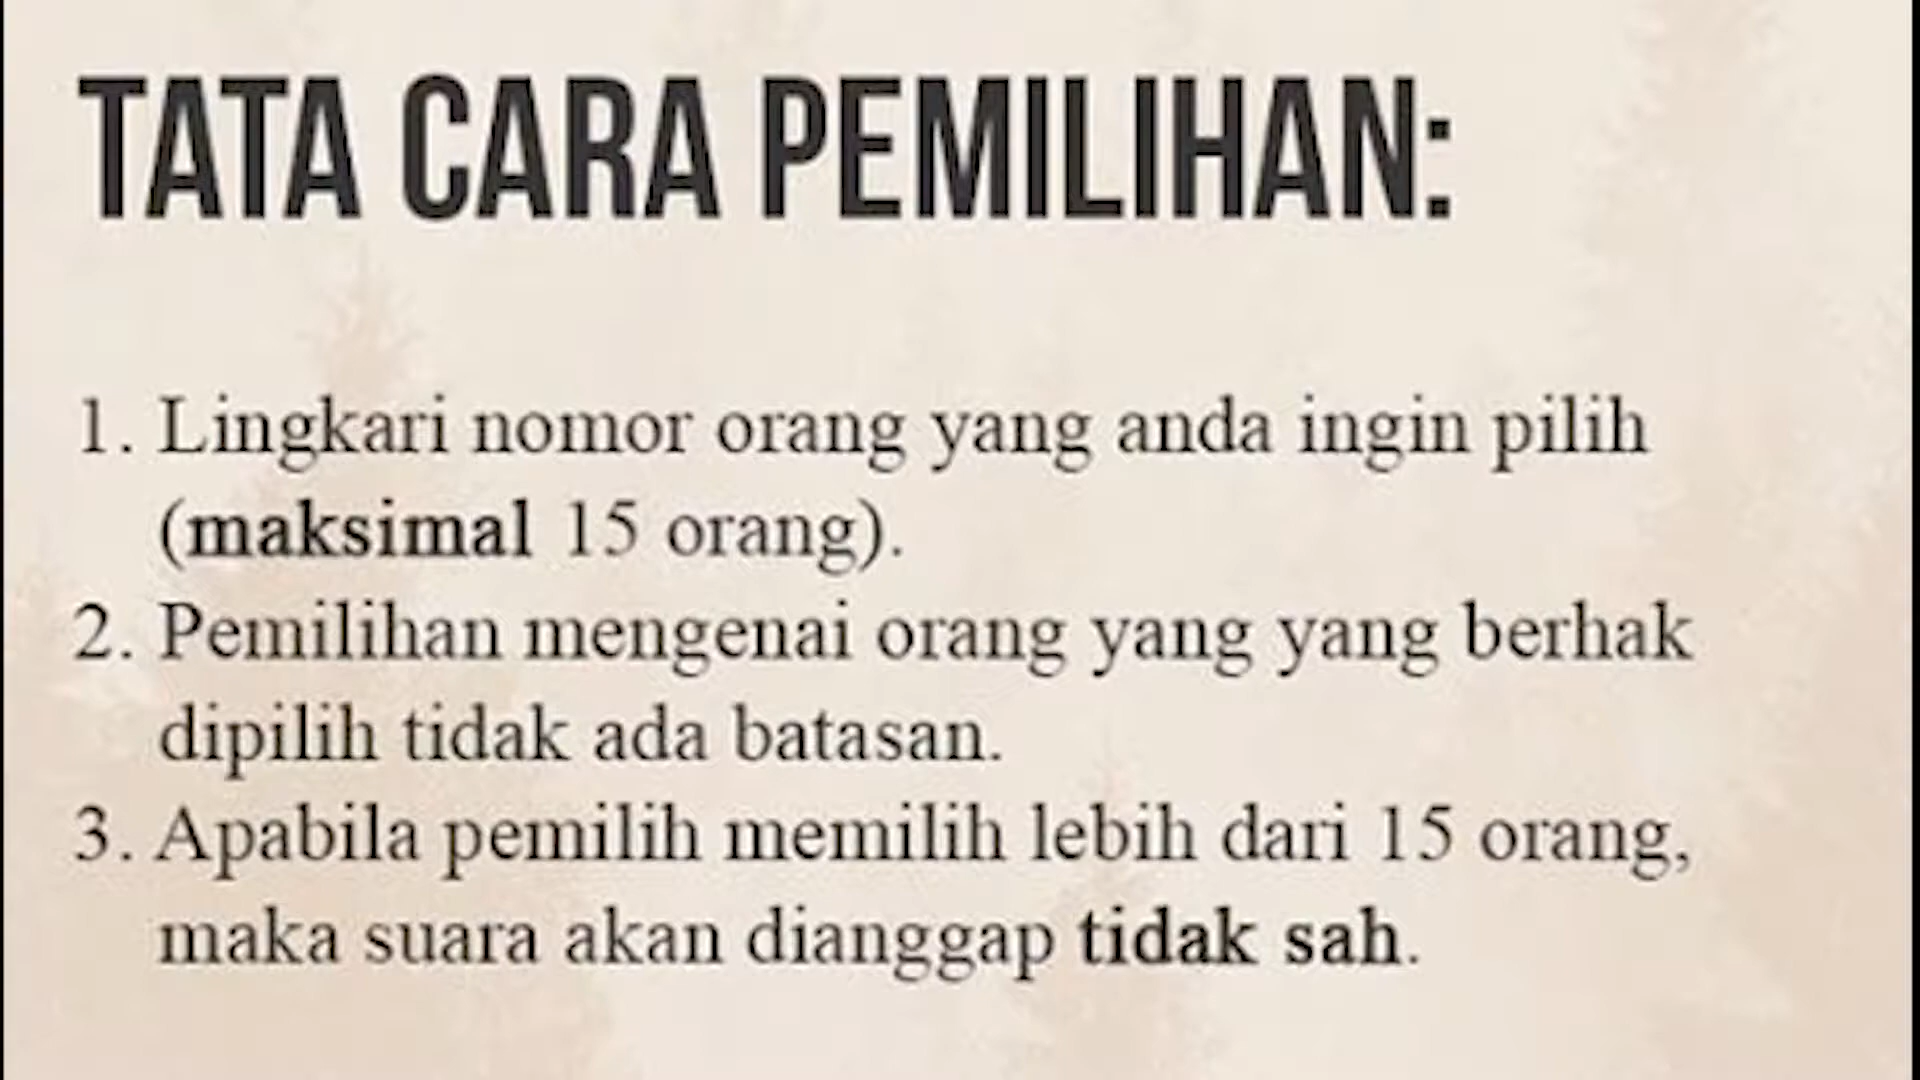 TATA CARA PEMILIHAN:
1. Lingkari nomor orang yang anda ingin pilih
(maksimal 15 orang).
2. Pemilihan mengenai orang yang yang berhak
dipilih tidak ada batasan.
3. Apabila pemilih memilih lebih dari 15 orang,
maka suara akan dianggap tidak sah.